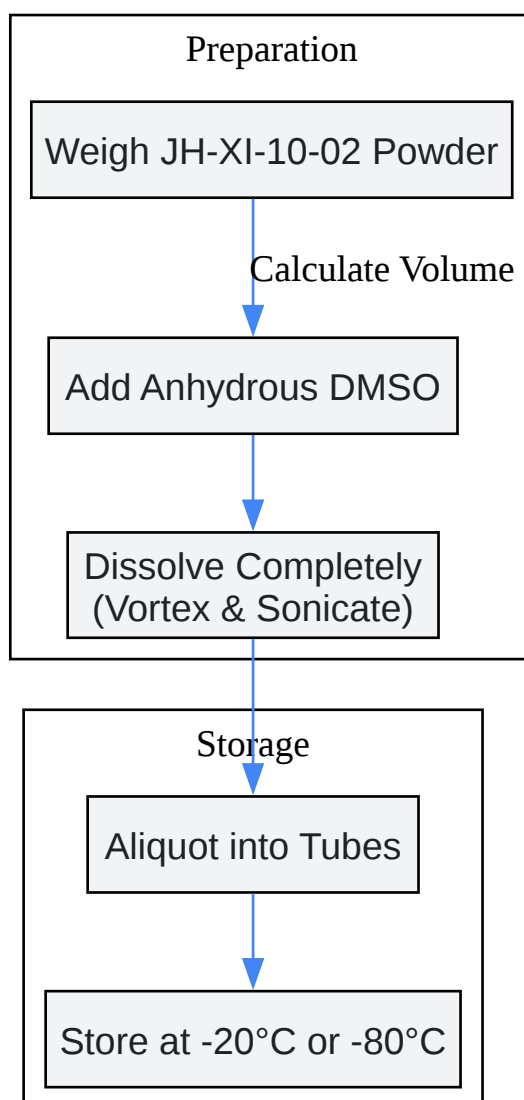 Preparation
Weigh JH-XI-10-02 Powder
Calculate Volume
Add Anhydrous DMSO
Dissolve Completely
(Vortex & Sonicate)
Storage
Aliquot into Tubes
Store at -20°C or -80°C